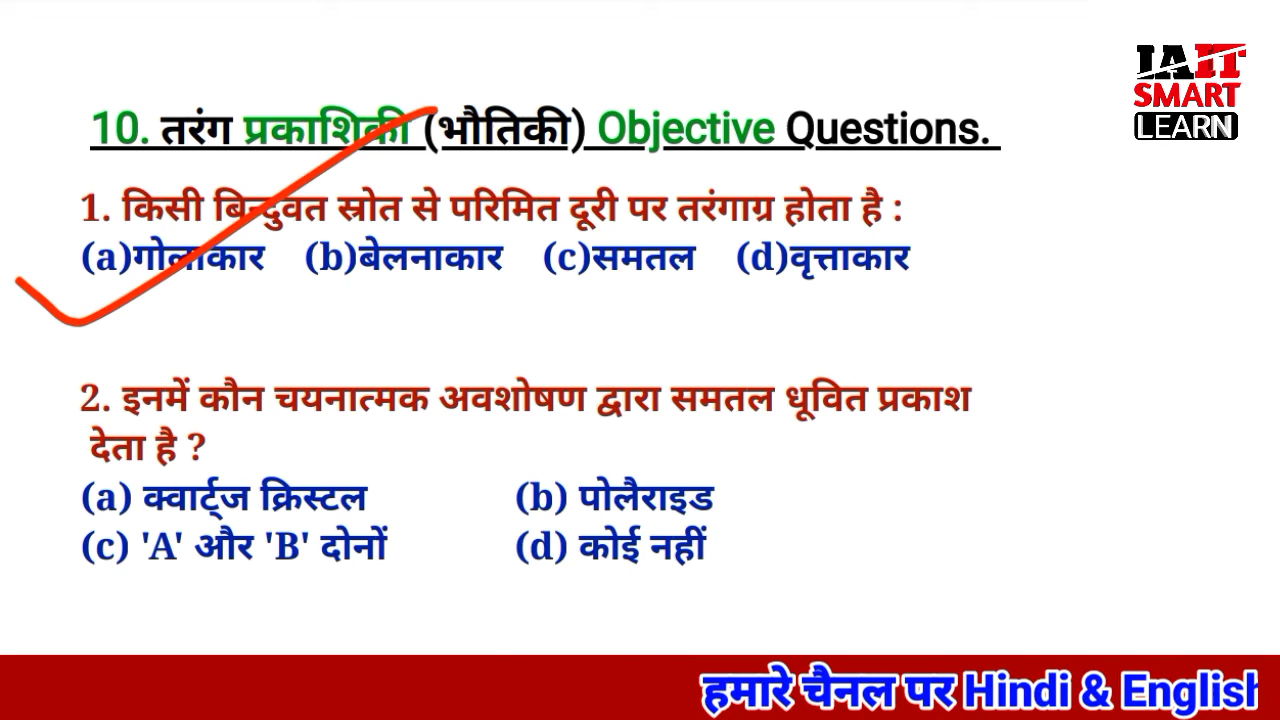 IAIT
SMART
LEARN
10. तरंग प्रकाशिकी (भौतिकी) Objective Questions.
1. किसी बिन्दुवत स्रोत से परिमित दूरी पर तरंगाग्र होता है :
(a)गोलाकार (b)बेलनाकार (c)समतल (d)वृत्ताकार
2. इनमें कौन चयनात्मक अवशोषण द्वारा समतल धूवित प्रकाश
देता है ?
(a) क्वार्ट्ज क्रिस्टल (b) पोलैराइड
(c) 'A' और 'B' दोनों (d) कोई नहीं
हमारे चैनल पर Hindi & English